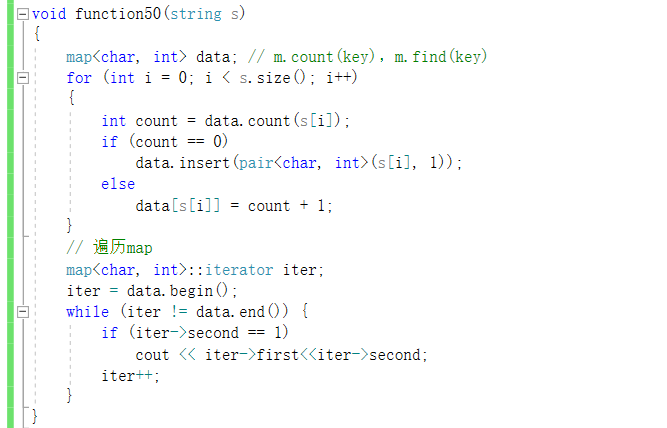 void function50(string s)
{
map<char, int> data; // m.count(key), m.find(key)
for (int i = 0; i < s.size(); i++)
{
int count = data.count(s[i]);
if (count == 0)
data.insert(pair<char, int>(s[i], 1));
else
data[s[i]] = count + 1;
}
// 遍历map
map<char, int>::iterator iter;
iter = data.begin();
while (iter != data.end()) {
if (iter->second == 1)
cout << iter->first<<iter->second;
iter++;
}
}